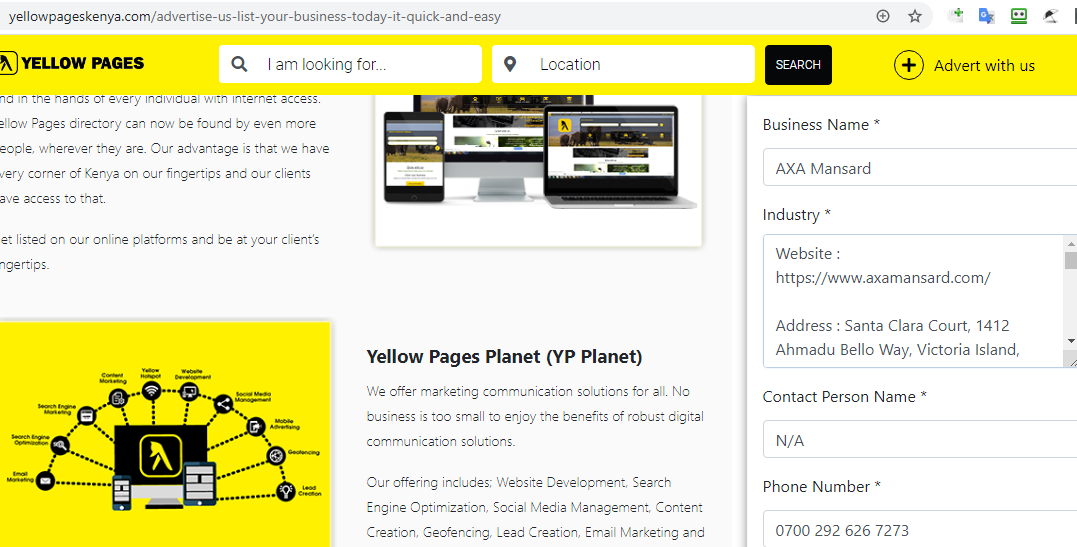 yellowpageskenya.com/advertise-us-list-your-business-today-it-quick-and-easy
YELLOW PAGES
I am looking for...
Location
SEARCH
Advert with us
nd in the hands of every individual with internet access.
ellow Pages directory can now be found by even more
eople, wherever they are. Our advantage is that we have
very corner of Kenya on our fingertips and our clients
ave access to that.
et listed on our online platforms and be at your client's
ngertips.
Content
Marketing
Yellow
Hotspot
Website
Development
Search Engine
Marketing
Social Media
Management
Search Engine
Optimization
Mobile
Advertising
Geofencing
Email
Marketing
Lead
Creation
Yellow Pages Planet (YP Planet)
We offer marketing communication solutions for all. No
business is too small to enjoy the benefits of robust digital
communication solutions.
Our offering includes; Website Development, Search
Engine Optimization, Social Media Management, Content
Creation, Geofencing, Lead Creation, Email Marketing and
Business Name *
AXA Mansard
Industry *
Website :
https://www.axamansard.com/
Address : Santa Clara Court, 1412
Ahmadu Bello Way, Victoria Island,
Contact Person Name *
N/A
Phone Number *
0700 292 626 7273